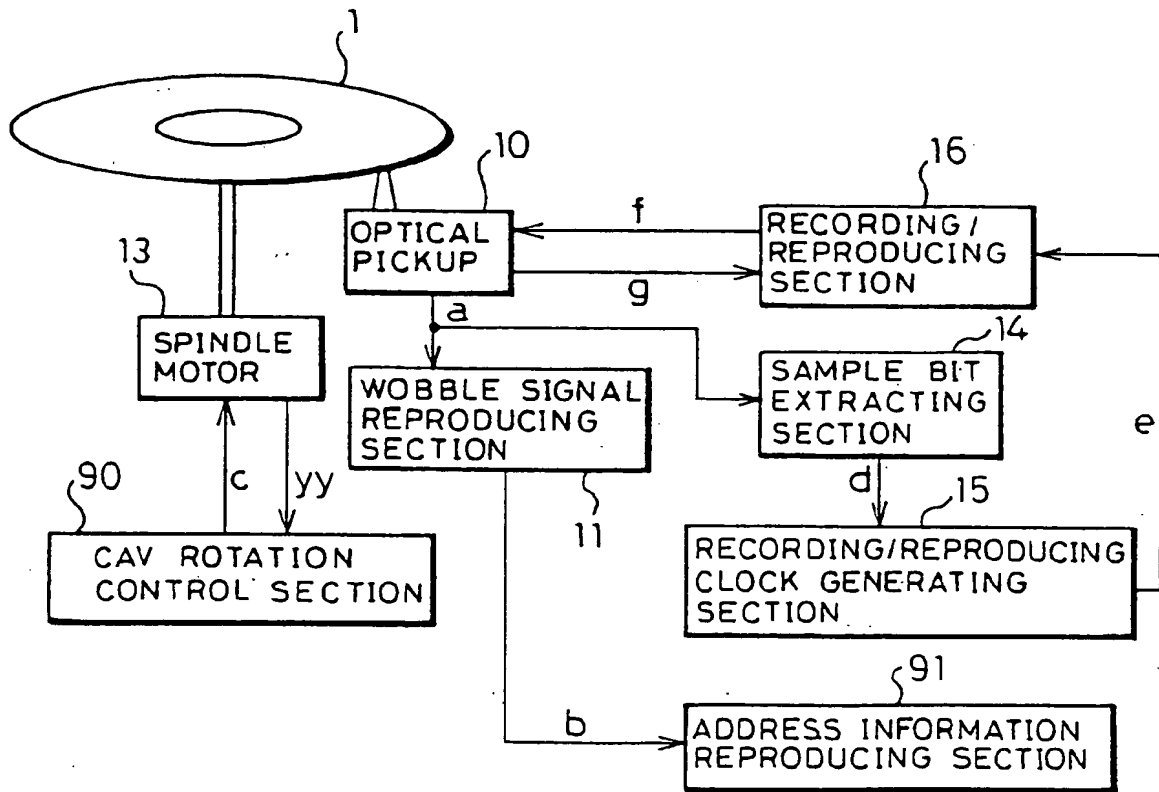 1
10
16
OPTICAL
PICKUP
f
g
RECORDING/
REPRODUCING
SECTION
13
SPINDLE
MOTOR
a
14
WOBBLE SIGNAL
REPRODUCING
SECTION
SAMPLE BIT
EXTRACTING
SECTION
e
90
c
yy
11
d
15
CAV ROTATION
CONTROL SECTION
RECORDING/REPRODUCING
CLOCK GENERATING
SECTION
91
b
ADDRESS INFORMATION
REPRODUCING SECTION